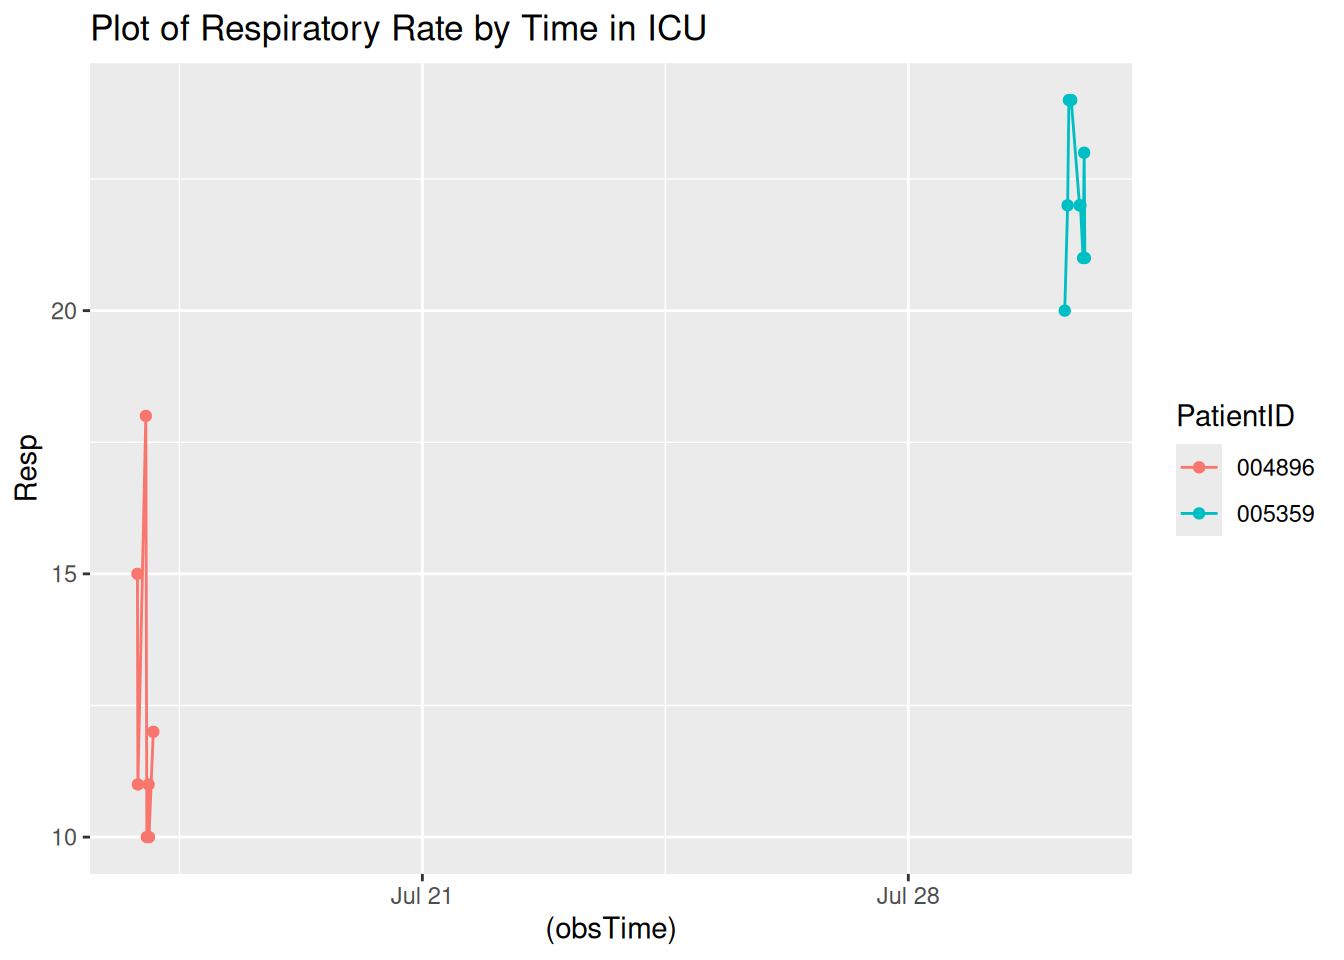 Plot of Respiratory Rate by Time in ICU
Resp
20
15
10
Jul 21
Jul 28
(obsTime)
PatientID
004896
005359